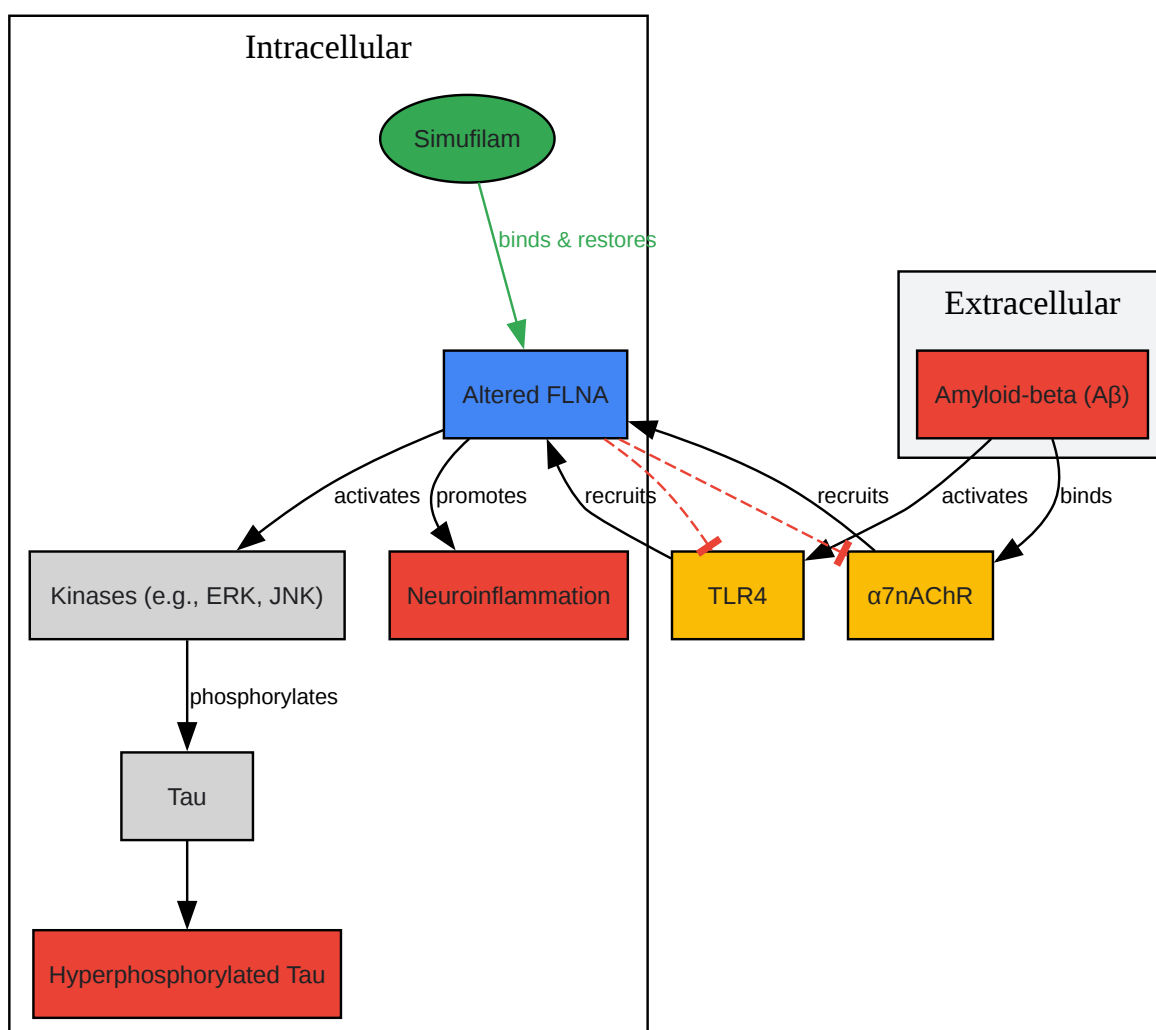 Intracellular
Simufilam
binds & restores
Extracellular
Altered FLNA
Amyloid-beta (Aβ)
activates
promotes
recruits
recruits
activates
binds
Kinases (e.g., ERK, JNK)
Neuroinflammation
TLR4
α7nAChR
phosphorylates
Tau
Hyperphosphorylated Tau